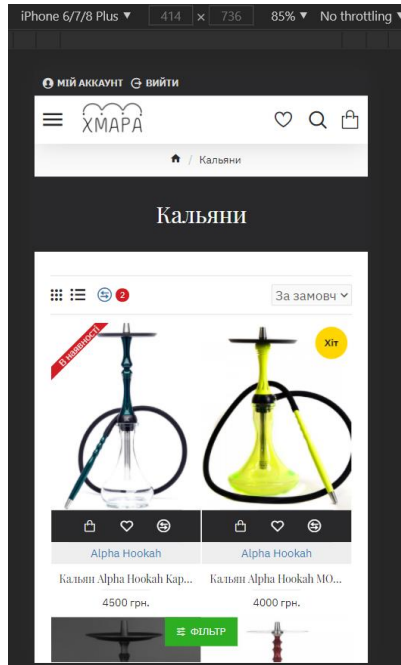 iPhone 6/7/8 Plus ▼ 414 × 736 85% ▼ No throttling
МІЙ АККАУНТ ВИЙТИ
ХМАРА
/ Кальяни
Кальяни
2 За замовч
В наявності
Хіт
Alpha Hookah Alpha Hookah
Кальян Alpha Hookah Kap... Кальян Alpha Hookah MO...
4500 грн. 4000 грн.
ФІЛЬТР